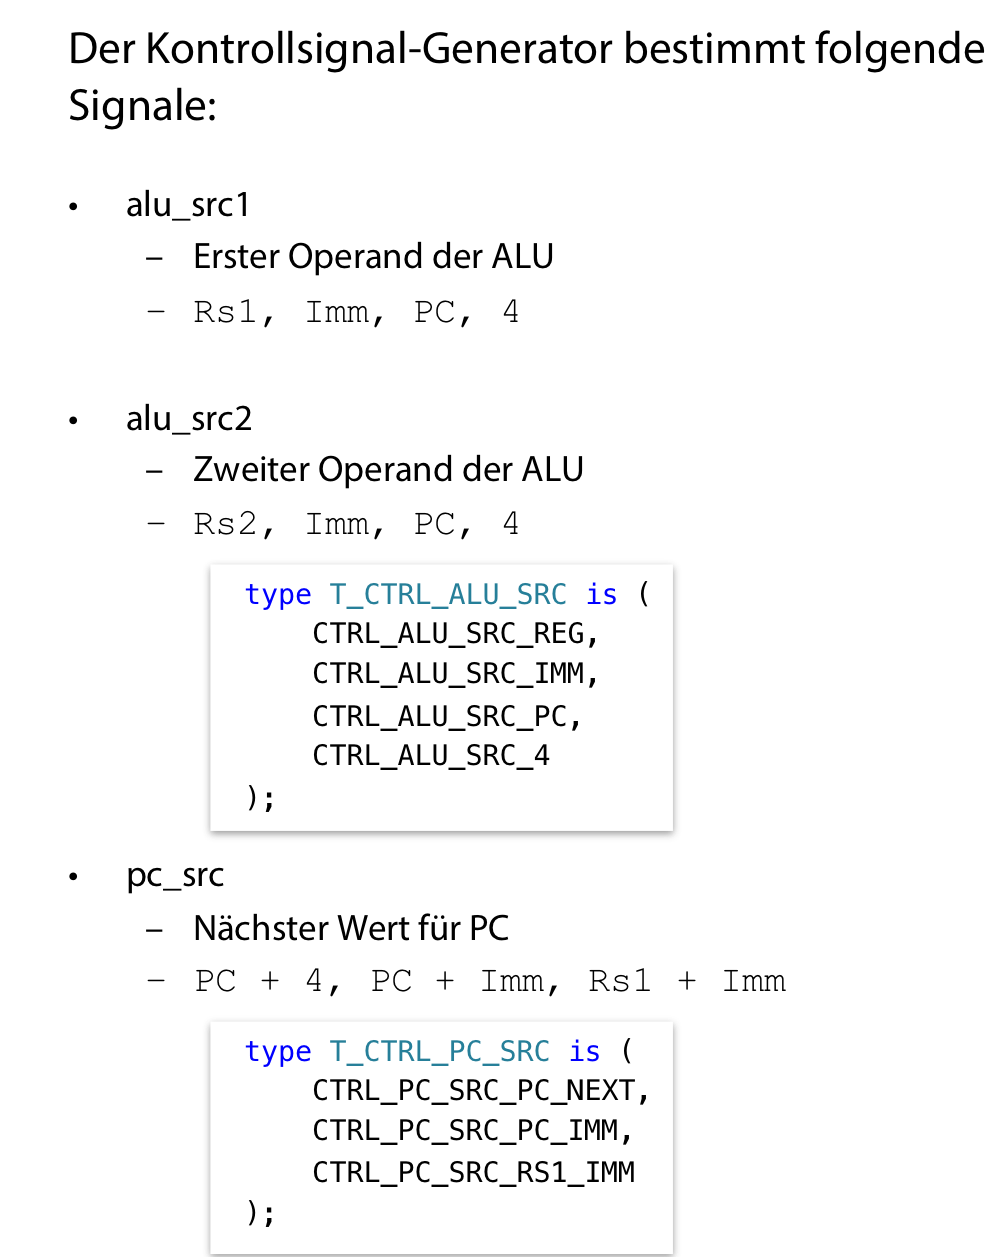 Der Kontrollsignal-Generator bestimmt folgende
Signale:
• alu_src1
– Erster Operand der ALU
– Rs1, Imm, PC, 4
• alu_src2
– Zweiter Operand der ALU
– Rs2, Imm, PC, 4
type T_CTRL_ALU_SRC is (
CTRL_ALU_SRC_REG,
CTRL_ALU_SRC_IMM,
CTRL_ALU_SRC_PC,
CTRL_ALU_SRC_4
);
• pc_src
– Nächster Wert für PC
– PC + 4, PC + Imm, Rs1 + Imm
type T_CTRL_PC_SRC is (
CTRL_PC_SRC_PC_NEXT,
CTRL_PC_SRC_PC_IMM,
CTRL_PC_SRC_RS1_IMM
);